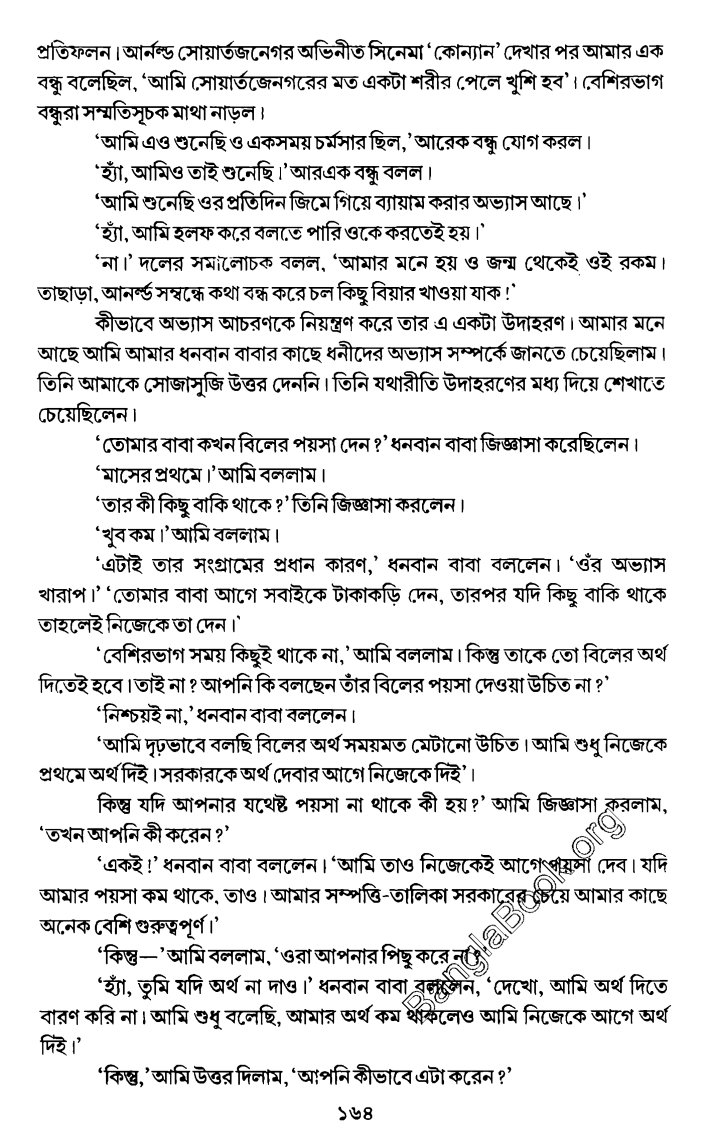 প্রতিফলন। আর্নল্ড সোয়ার্তজনেগর অভিনীত সিনেমা ‘কোন্যান’ দেখার পর আমার এক
বন্ধু বলেছিল, ‘আমি সোয়ার্তজেনগরের মত একটা শরীর পেলে খুশি হব’। বেশিরভাগ
বন্ধুরা সম্মতিসূচক মাথা নাড়ল।
‘আমি এও শুনেছি ও একসময় চর্মসার ছিল,’ আরেক বন্ধু যোগ করল।
‘হ্যাঁ, আমিও তাই শুনেছি।’ আরএক বন্ধু বলল।
‘আমি শুনেছি ওর প্রতিদিন জিমে গিয়ে ব্যায়াম করার অভ্যাস আছে।’
‘হ্যাঁ, আমি হলফ করে বলতে পারি ওকে করতেই হয়।’
‘না।’ দলের সমালোচক বলল, ‘আমার মনে হয় ও জন্ম থেকেই ওই রকম।
তাছাড়া, আনর্ল্ড সম্বন্ধে কথা বন্ধ করে চল কিছু বিয়ার খাওয়া যাক!’
কীভাবে অভ্যাস আচরণকে নিয়ন্ত্রণ করে তার এ একটা উদাহরণ। আমার মনে
আছে আমি আমার ধনবান বাবার কাছে ধনীদের অভ্যাস সম্পর্কে জানতে চেয়েছিলাম।
তিনি আমাকে সোজাসুজি উত্তর দেননি। তিনি যথারীতি উদাহরণের মধ্য দিয়ে শেখাতে
চেয়েছিলেন।
‘তোমার বাবা কখন বিলের পয়সা দেন?’ ধনবান বাবা জিজ্ঞাসা করেছিলেন।
‘মাসের প্রথমে।’ আমি বললাম।
‘তার কী কিছু বাকি থাকে?’ তিনি জিজ্ঞাসা করলেন।
‘খুব কম।’ আমি বললাম।
‘এটাই তার সংগ্রামের প্রধান কারণ,’ ধনবান বাবা বললেন। ‘ওঁর অভ্যাস
খারাপ।’ ‘তোমার বাবা আগে সবাইকে টাকাকড়ি দেন, তারপর যদি কিছু বাকি থাকে
তাহলেই নিজেকে তা দেন।’
‘বেশিরভাগ সময় কিছুই থাকে না,’ আমি বললাম। কিন্তু তাকে তো বিলের অর্থ
দিতেই হবে। তাই না? আপনি কি বলছেন তাঁর বিলের পয়সা দেওয়া উচিত না?’
‘নিশ্চয়ই না,’ ধনবান বাবা বললেন।
‘আমি দৃঢ়ভাবে বলছি বিলের অর্থ সময়মত মেটানো উচিত। আমি শুধু নিজেকে
প্রথমে অর্থ দিই। সরকারকে অর্থ দেবার আগে নিজেকে দিই’।
কিন্তু যদি আপনার যথেষ্ট পয়সা না থাকে কী হয়?’ আমি জিজ্ঞাসা করলাম,
‘তখন আপনি কী করেন?’
‘একই!’ ধনবান বাবা বললেন। ‘আমি তাও নিজেকেই আগে পয়সা দেব। যদি
আমার পয়সা কম থাকে, তাও। আমার সম্পত্তি-তালিকা সরকারের চেয়ে আমার কাছে
অনেক বেশি গুরুত্বপূর্ণ।’
‘কিন্তু—’ আমি বললাম, ‘ওরা আপনার পিছু করে না?’
‘হ্যাঁ, তুমি যদি অর্থ না দাও।’ ধনবান বাবা বললেন, ‘দেখো, আমি অর্থ দিতে
বারণ করি না। আমি শুধু বলেছি, আমার অর্থ কম থাকলেও আমি নিজেকে আগে অর্থ
দিই।’
‘কিন্তু,’ আমি উত্তর দিলাম, ‘আপনি কীভাবে এটা করেন?’
১৬৪
BanglaBook.org